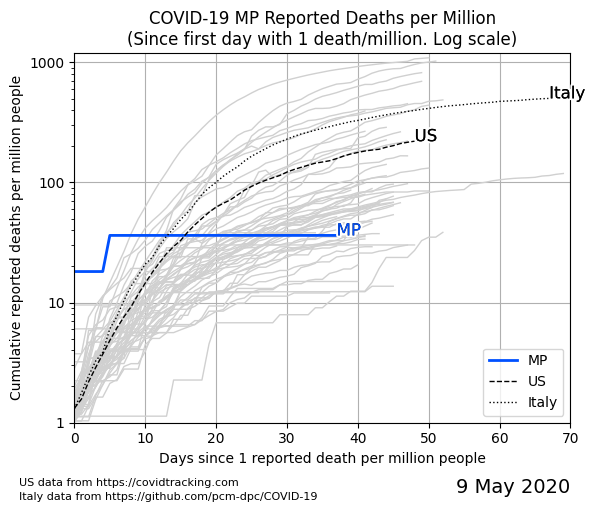 COVID-19 MP Reported Deaths per Million
(Since first day with 1 death/million. Log scale)
Cumulative reported deaths per million people
1000
100
10
1
Italy
US
MP
MP
US
Italy
0 10 20 30 40 50 60 70
Days since 1 reported death per million people
US data from https://covidtracking.com
Italy data from https://github.com/pcm-dpc/COVID-19
9 May 2020